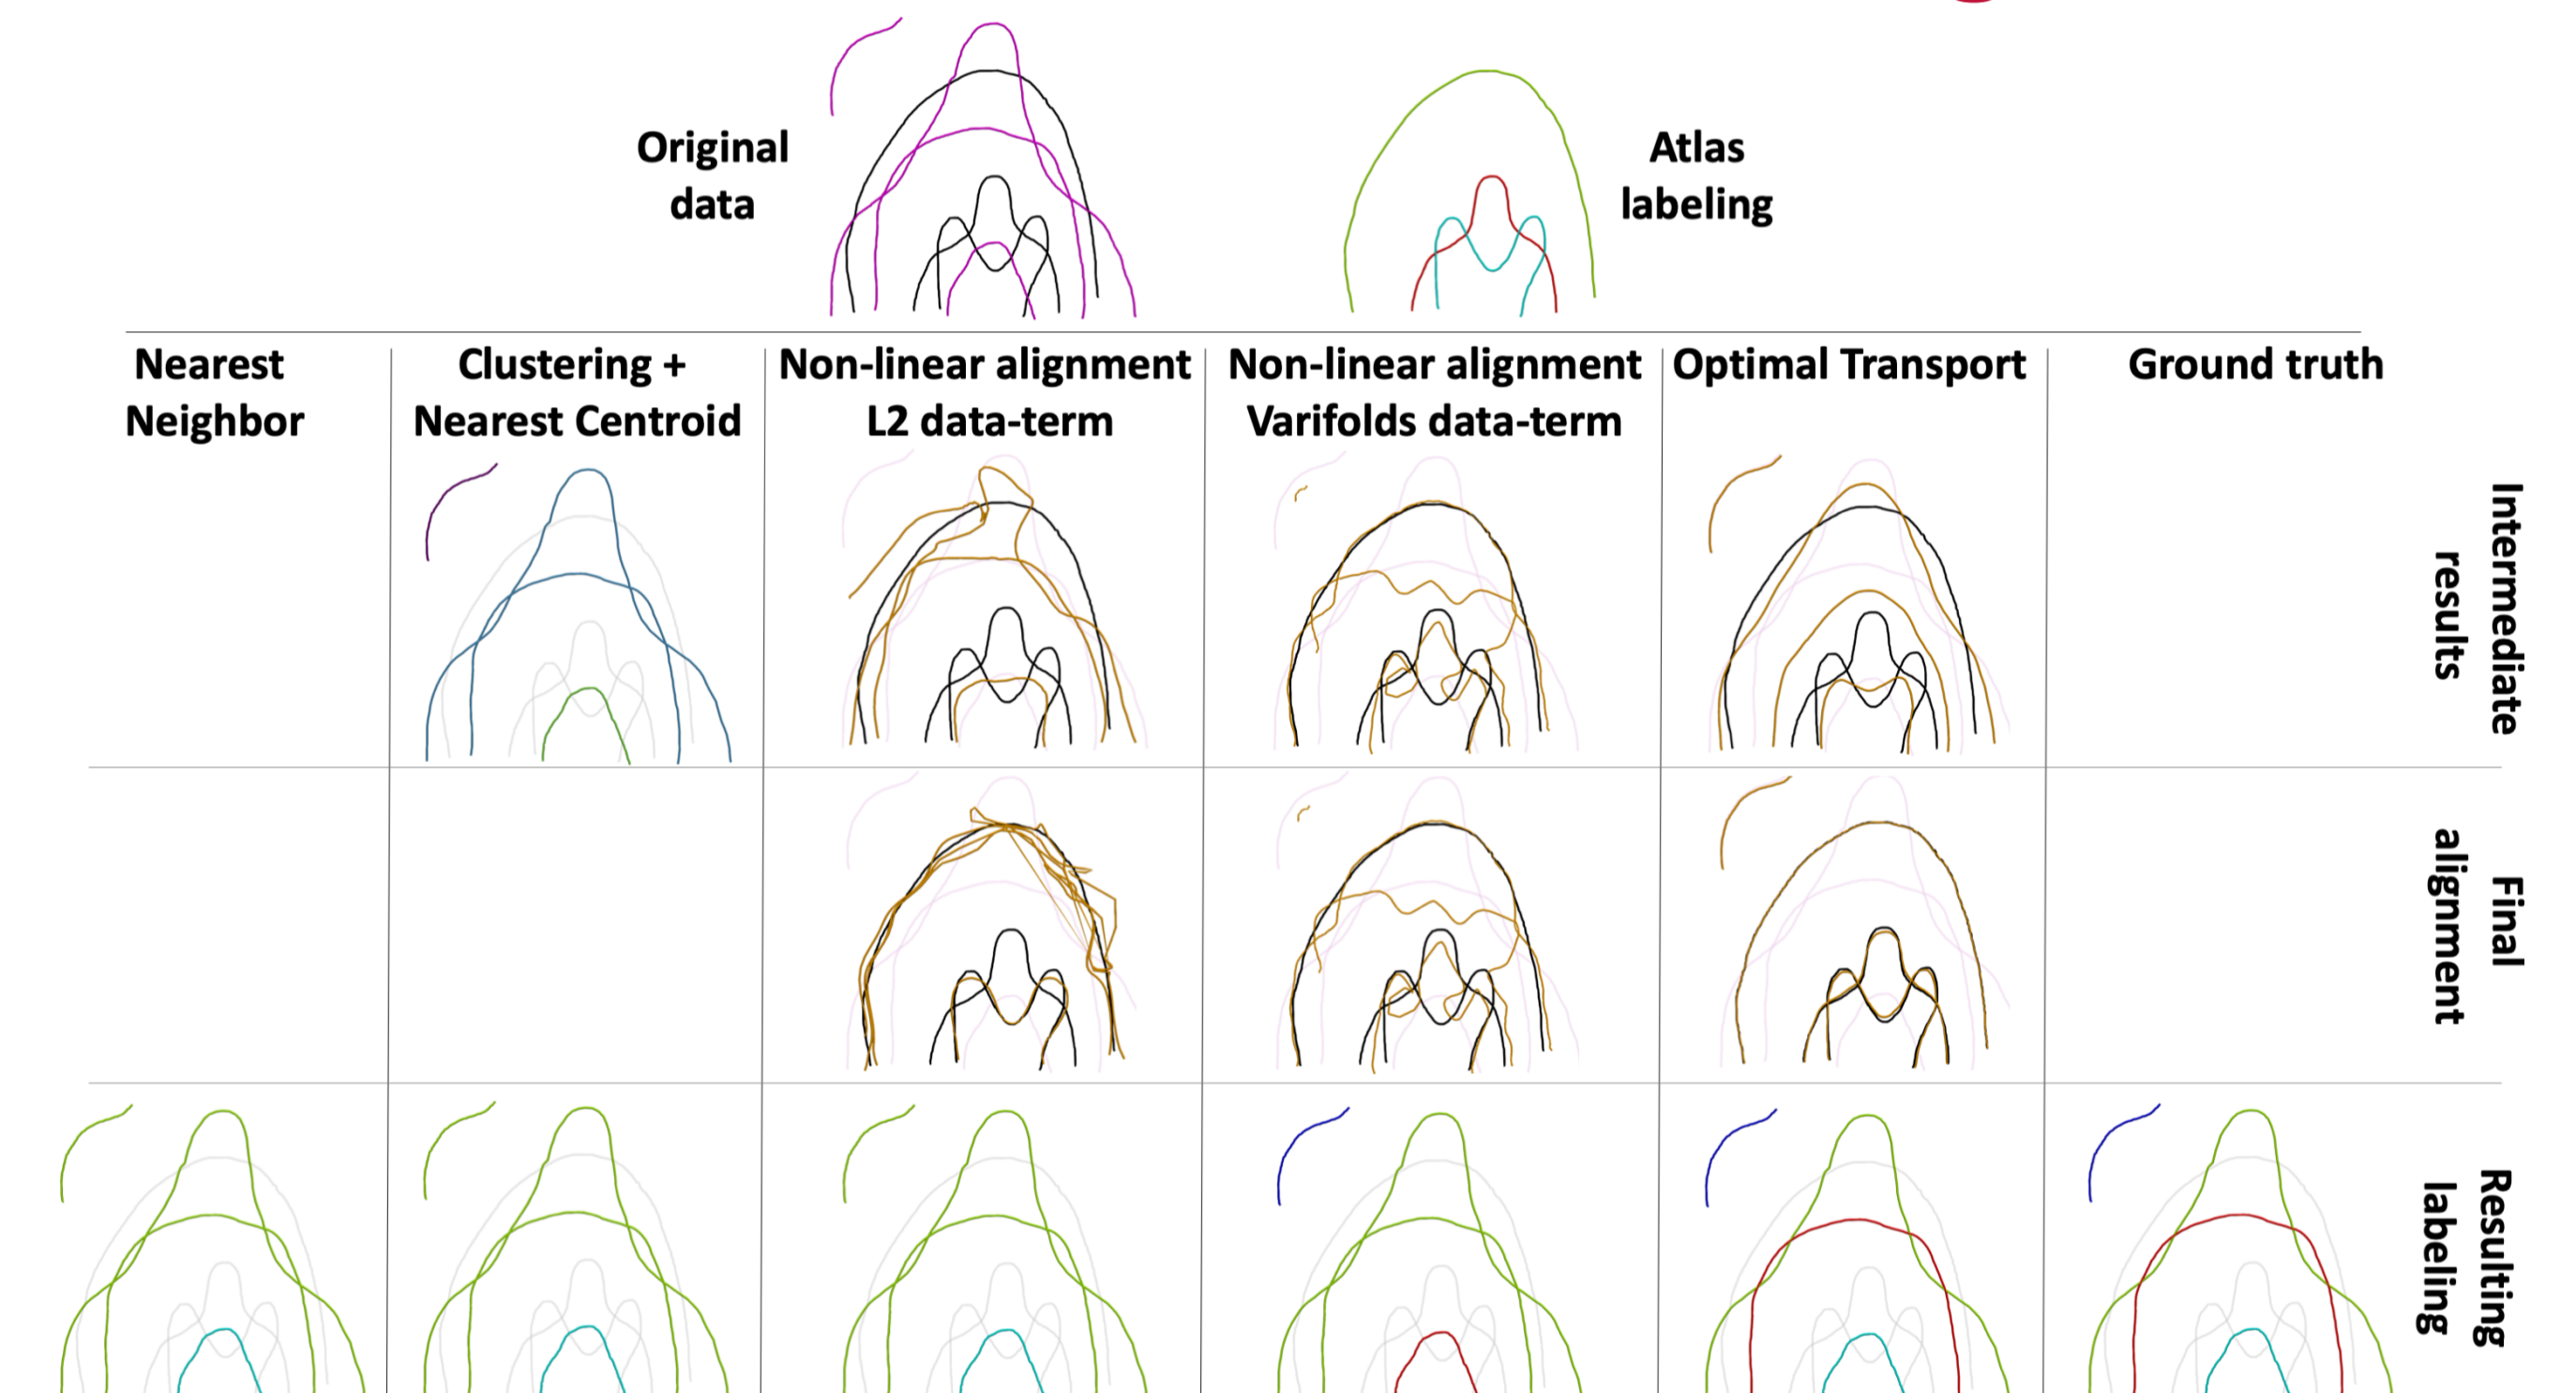 Original
data
Atlas
labeling
Nearest
Neighbor
Clustering +
Nearest Centroid
Non-linear alignment
L2 data-term
Non-linear alignment
Varifolds data-term
Optimal Transport
Ground truth
Intermediate
results
Final
alignment
Resulting
labeling